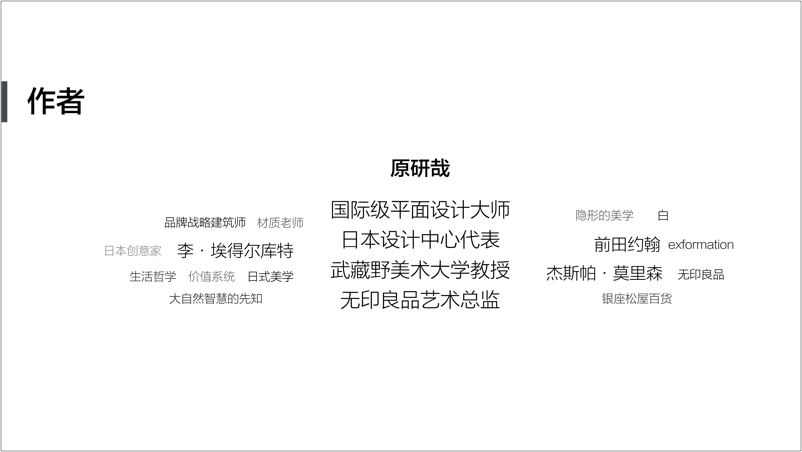 作者
原研哉
国际级平面设计大师
日本设计中心代表
武藏野美术大学教授
无印良品艺术总监
品牌战略建筑师 材质老师
日本创意家 李·埃得尔库特
生活哲学 价值系统 日式美学
大自然智慧的先知
隐形的美学 白
前田约翰 exformation
杰斯帕·莫里森 无印良品
银座松屋百货